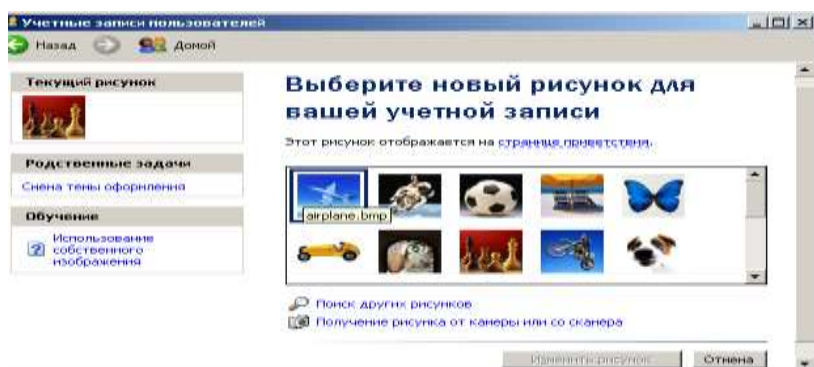 Учетные записи пользователей
Назад Домой
Текущий рисунок
Родственные задачи
Смена темы оформления
Обучение
Использование
собственного
изображения
Выберите новый рисунок для
вашей учетной записи
Этот рисунок отображается на странице приветствия.
airplane.bmp
Поиск других рисунков
Получение рисунка от камеры или со сканера
Изменить рисунок Отмена